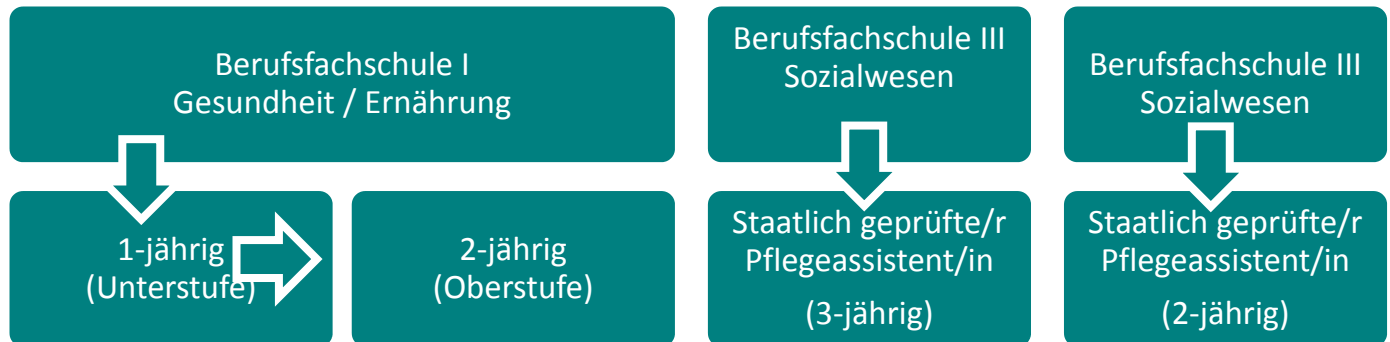 Berufsfachschule I
Gesundheit / Ernährung
Berufsfachschule III
Sozialwesen
Berufsfachschule III
Sozialwesen
1-jährig
(Unterstufe)
2-jährig
(Oberstufe)
Staatlich geprüfte/r
Pflegeassistent/in
(3-jährig)
Staatlich geprüfte/r
Pflegeassistent/in
(2-jährig)